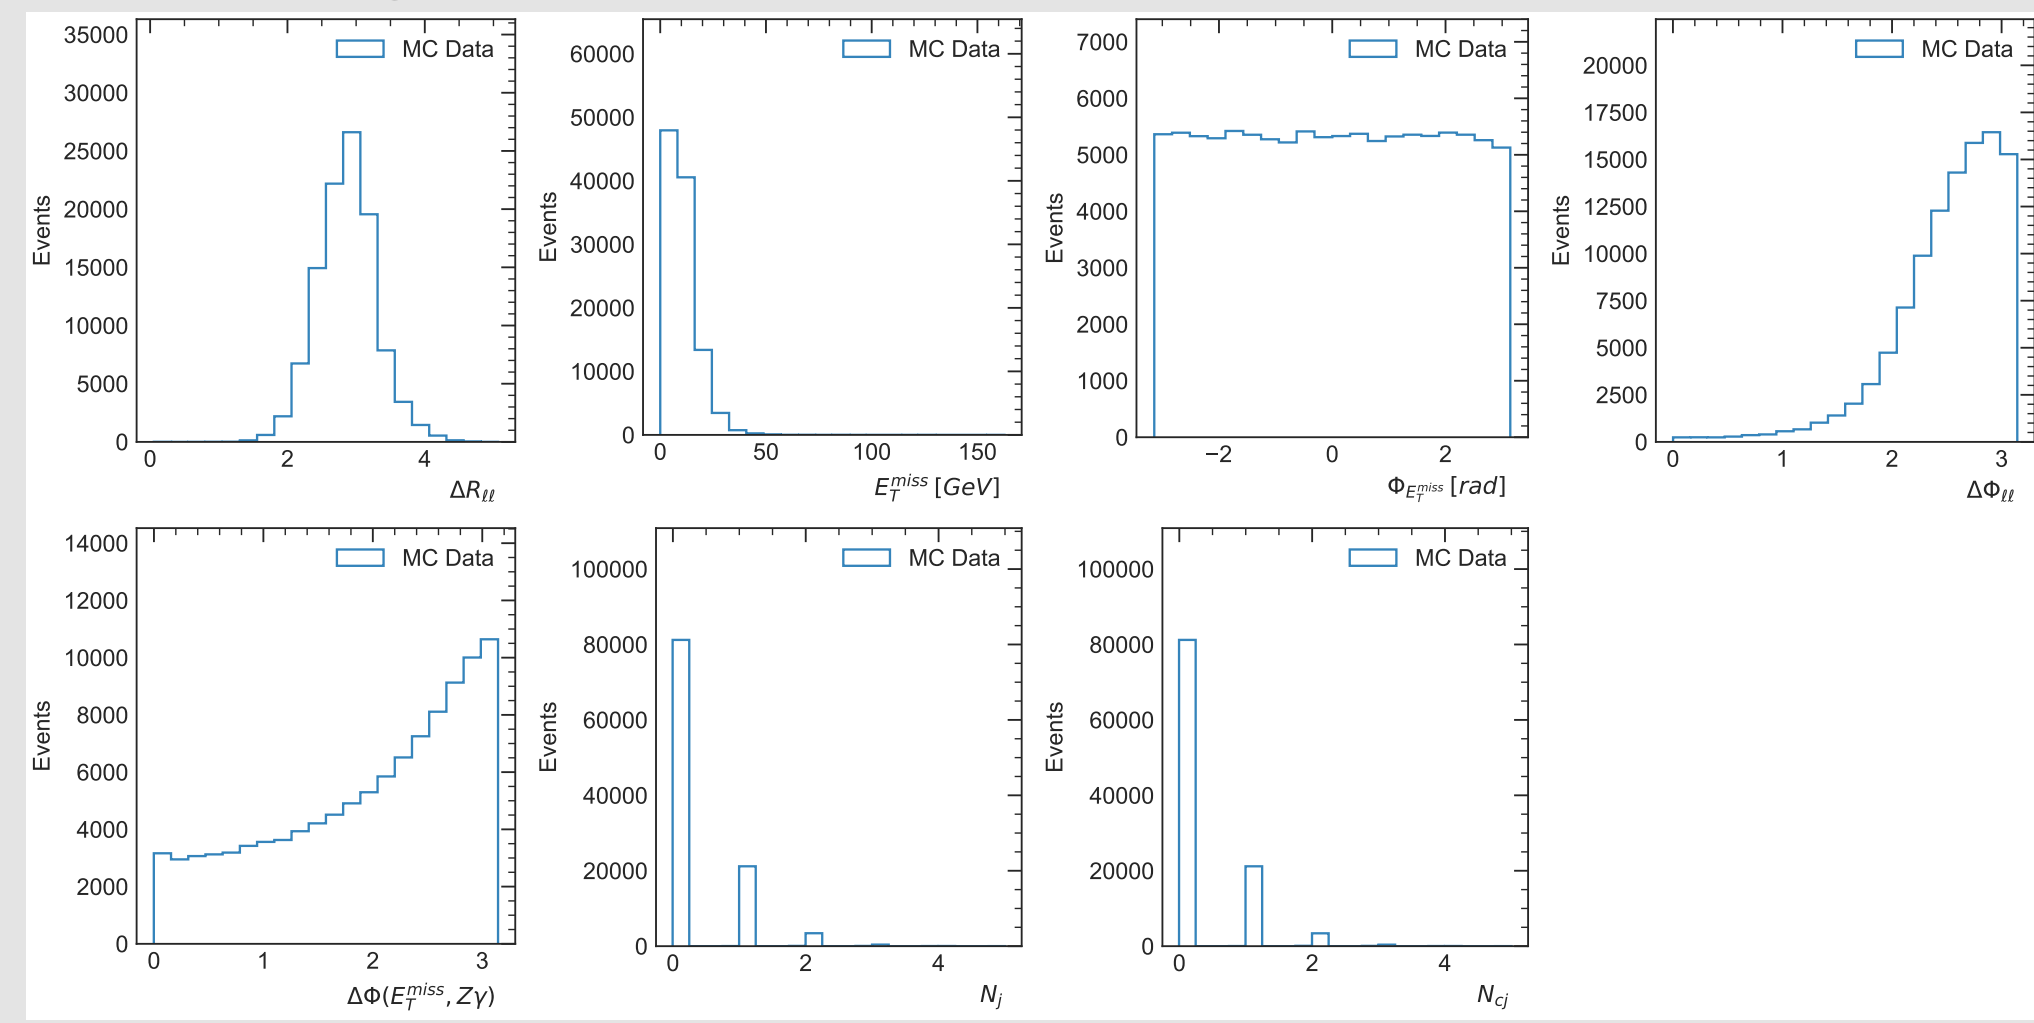 MC Data
35000
30000
25000
20000
15000
10000
5000
0
Events
0 2 4
ΔR_ℓℓ
MC Data
60000
50000
40000
30000
20000
10000
0
Events
0 50 100 150
E_T^miss [GeV]
MC Data
7000
6000
5000
4000
3000
2000
1000
0
Events
−2 0 2
Φ_E_T^miss [rad]
MC Data
20000
17500
15000
12500
10000
7500
5000
2500
0
Events
0 1 2 3
ΔΦ_ℓℓ
MC Data
14000
12000
10000
8000
6000
4000
2000
0
Events
0 1 2 3
ΔΦ(E_T^miss, Zγ)
MC Data
100000
80000
60000
40000
20000
0
Events
0 2 4
N_j
MC Data
100000
80000
60000
40000
20000
0
Events
0 2 4
N_cj